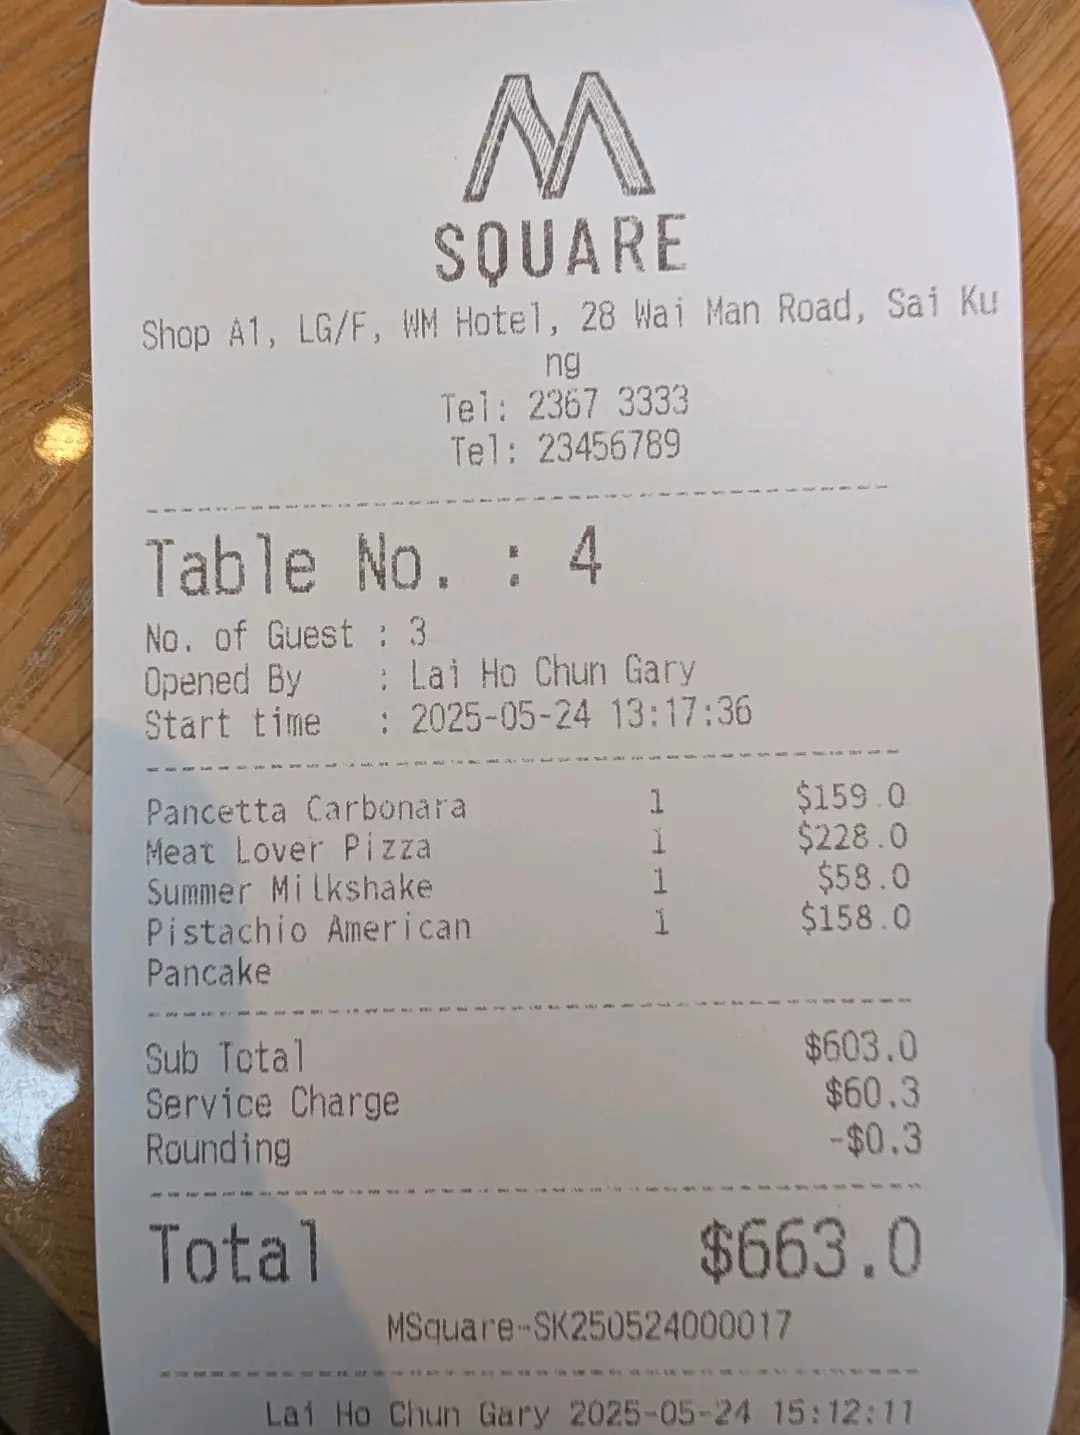 M
SQUARE
Shop A1, LG/F, WM Hotel, 28 Wai Man Road, Sai Ku
ng
Tel: 2367 3333
Tel: 23456789
Table No. : 4
No. of Guest : 3
Opened By : Lai Ho Chun Gary
Start time : 2025-05-24 13:17:36
Pancetta Carbonara 1 $159.0
Meat Lover Pizza 1 $228.0
Summer Milkshake 1 $58.0
Pistachio American 1 $158.0
Pancake
Sub Total $603.0
Service Charge $60.3
Rounding -$0.3
Total $663.0
MSquare-SK250524000017
Lai Ho Chun Gary 2025-05-24 15:12:11